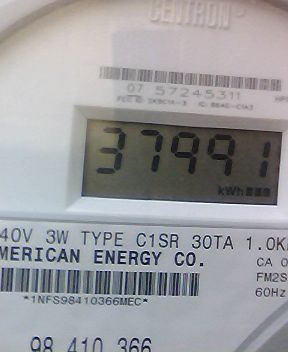 CENTRON®
07 57245311
37991
kWh
40V 3W TYPE C1SR 30TA 1.0K
MERICAN ENERGY CO.
CA 0
FM2S
*1NFS98410366MEC*
60Hz
98 410 366